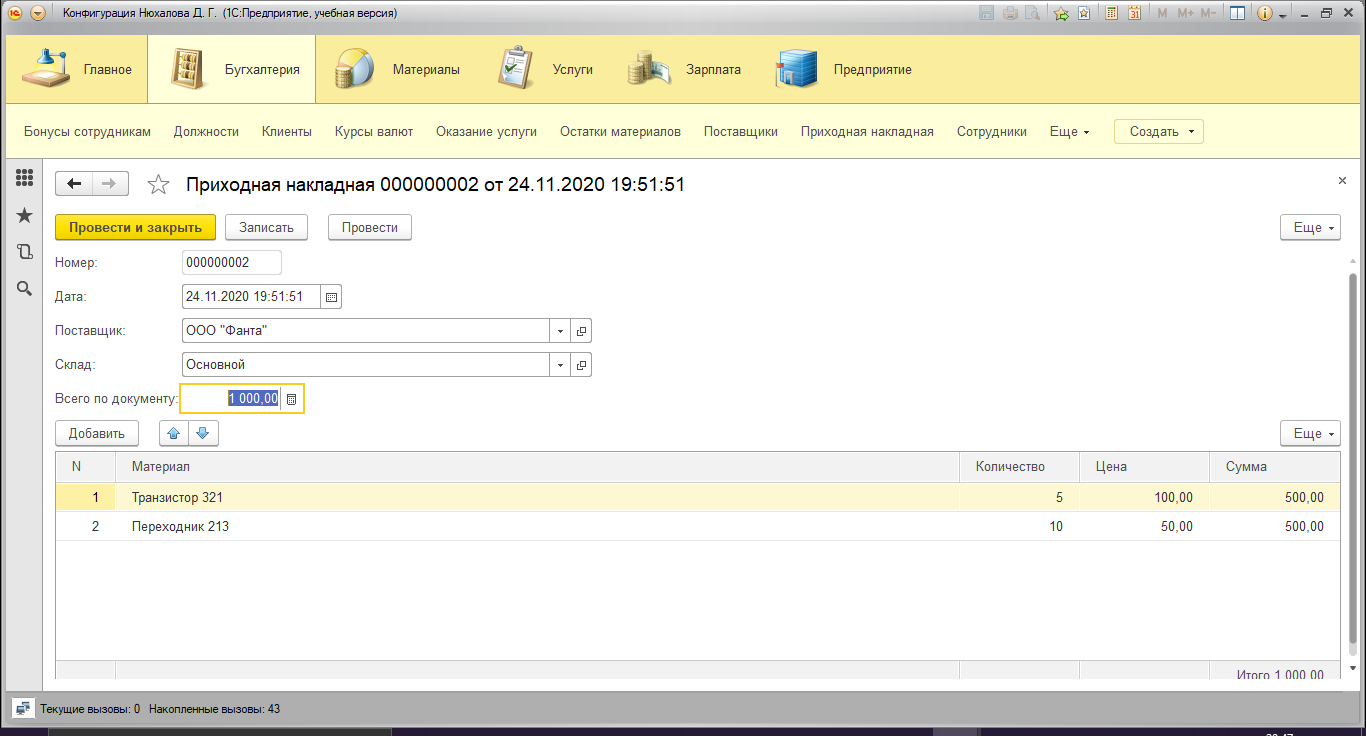 Конфигурация Нюхалова Д. Г. (1С:Предприятие, учебная версия)
M M+ M-
Главное Бухгалтерия Материалы Услуги Зарплата Предприятие
Бонусы сотрудникам Должности Клиенты Курсы валют Оказание услуги Остатки материалов Поставщики Приходная накладная Сотрудники Еще Создать
Приходная накладная 000000002 от 24.11.2020 19:51:51
Провести и закрыть Записать Провести Еще
Номер: 000000002
Дата: 24.11.2020 19:51:51
Поставщик: ООО "Фанта"
Склад: Основной
Всего по документу: 1 000,00
Добавить Еще
N Материал Количество Цена Сумма
1 Транзистор 321 5 100,00 500,00
2 Переходник 213 10 50,00 500,00
Итого 1 000,00
Текущие вызовы: 0 Накопленные вызовы: 43